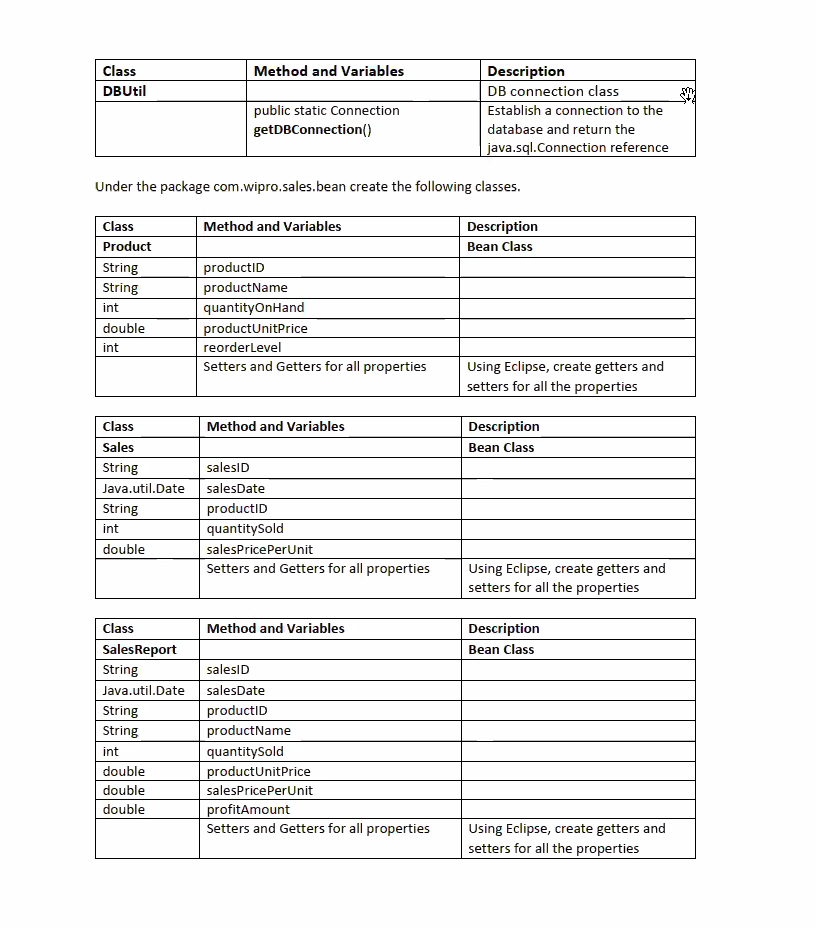 Class Method and Variables Description
DBUtil DB connection class
public static Connection Establish a connection to the
getDBConnection() database and return the
java.sql.Connection reference
Under the package com.wipro.sales.bean create the following classes.
Class Method and Variables Description
Product Bean Class
String productID
String productName
int quantityOnHand
double productUnitPrice
int reorderLevel
Setters and Getters for all properties Using Eclipse, create getters and
setters for all the properties
Class Method and Variables Description
Sales Bean Class
String salesID
Java.util.Date salesDate
String productID
int quantitySold
double salesPricePerUnit
Setters and Getters for all properties Using Eclipse, create getters and
setters for all the properties
Class Method and Variables Description
SalesReport Bean Class
String salesID
Java.util.Date salesDate
String productID
String productName
int quantitySold
double productUnitPrice
double salesPricePerUnit
double profitAmount
Setters and Getters for all properties Using Eclipse, create getters and
setters for all the properties